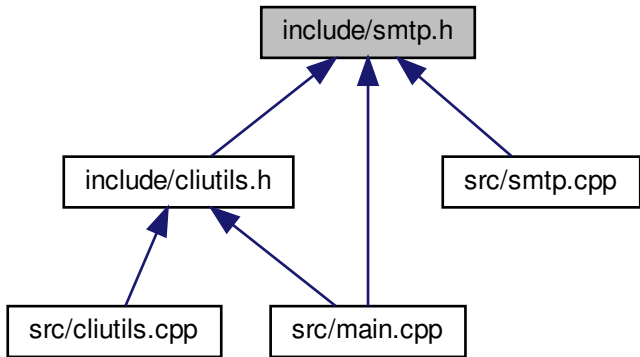 include/smtp.h
include/cliutils.h
src/smtp.cpp
src/cliutils.cpp
src/main.cpp